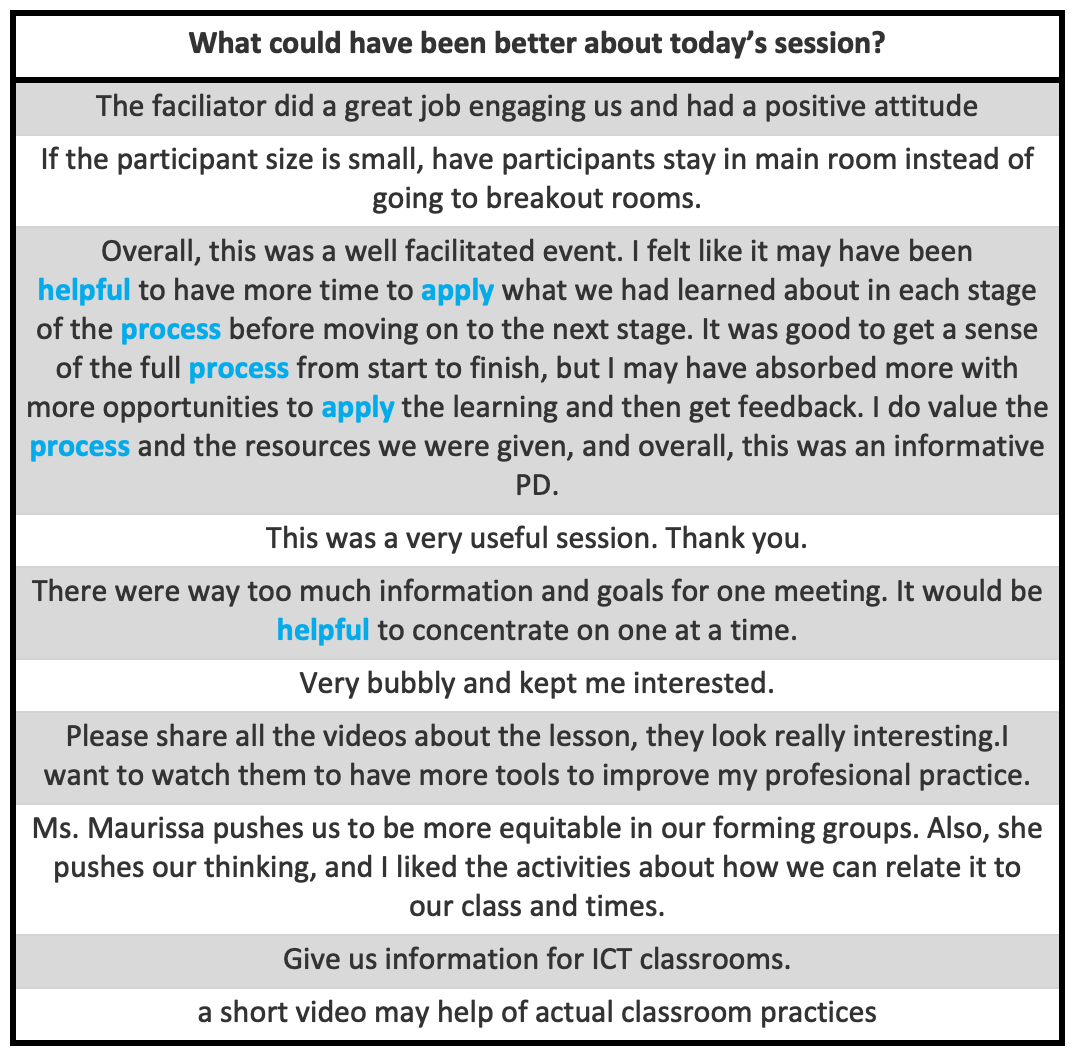 What could have been better about today’s session?
The faciliator did a great job engaging us and had a positive attitude
If the participant size is small, have participants stay in main room instead of
going to breakout rooms.
Overall, this was a well facilitated event. I felt like it may have been
helpful to have more time to apply what we had learned about in each stage
of the process before moving on to the next stage. It was good to get a sense
of the full process from start to finish, but I may have absorbed more with
more opportunities to apply the learning and then get feedback. I do value the
process and the resources we were given, and overall, this was an informative
PD.
This was a very useful session. Thank you.
There were way too much information and goals for one meeting. It would be
helpful to concentrate on one at a time.
Very bubbly and kept me interested.
Please share all the videos about the lesson, they look really interesting.I
want to watch them to have more tools to improve my profesional practice.
Ms. Maurissa pushes us to be more equitable in our forming groups. Also, she
pushes our thinking, and I liked the activities about how we can relate it to
our class and times.
Give us information for ICT classrooms.
a short video may help of actual classroom practices